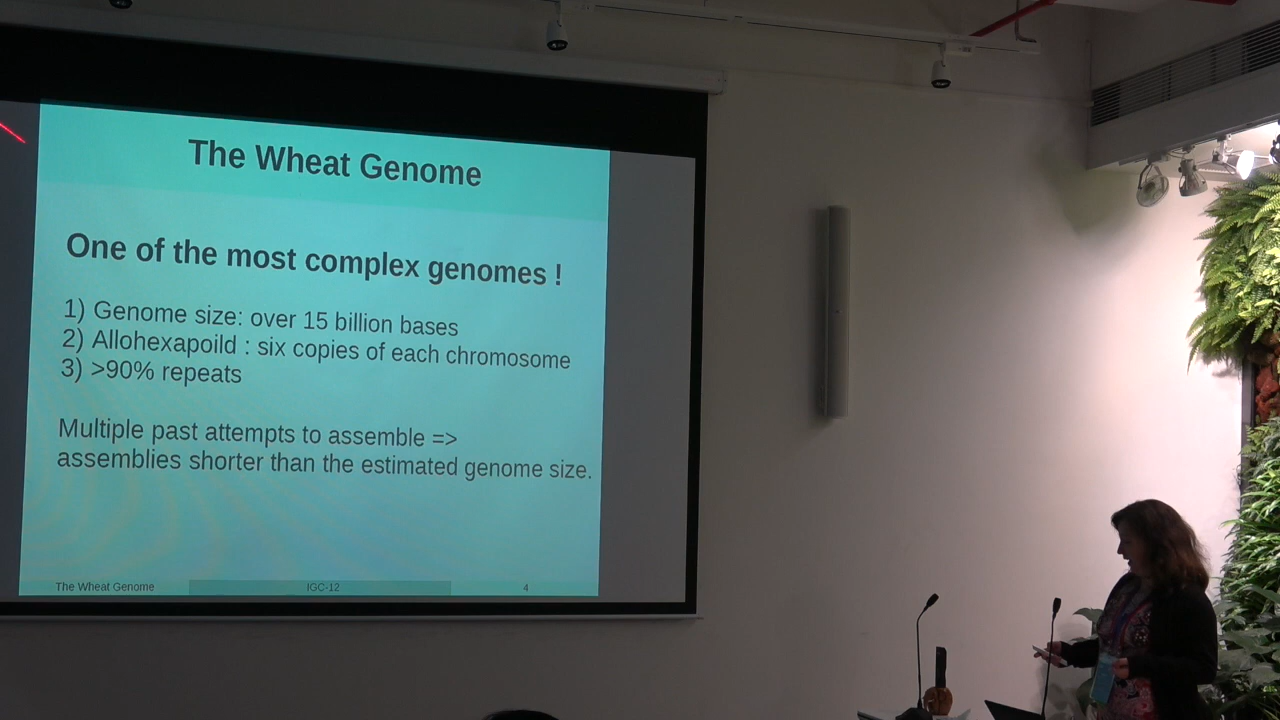 The Wheat Genome
One of the most complex genomes !
1) Genome size: over 15 billion bases
2) Allohexapoild : six copies of each chromosome
3) >90% repeats
Multiple past attempts to assemble =>
assemblies shorter than the estimated genome size.
The Wheat Genome IGC-12 4